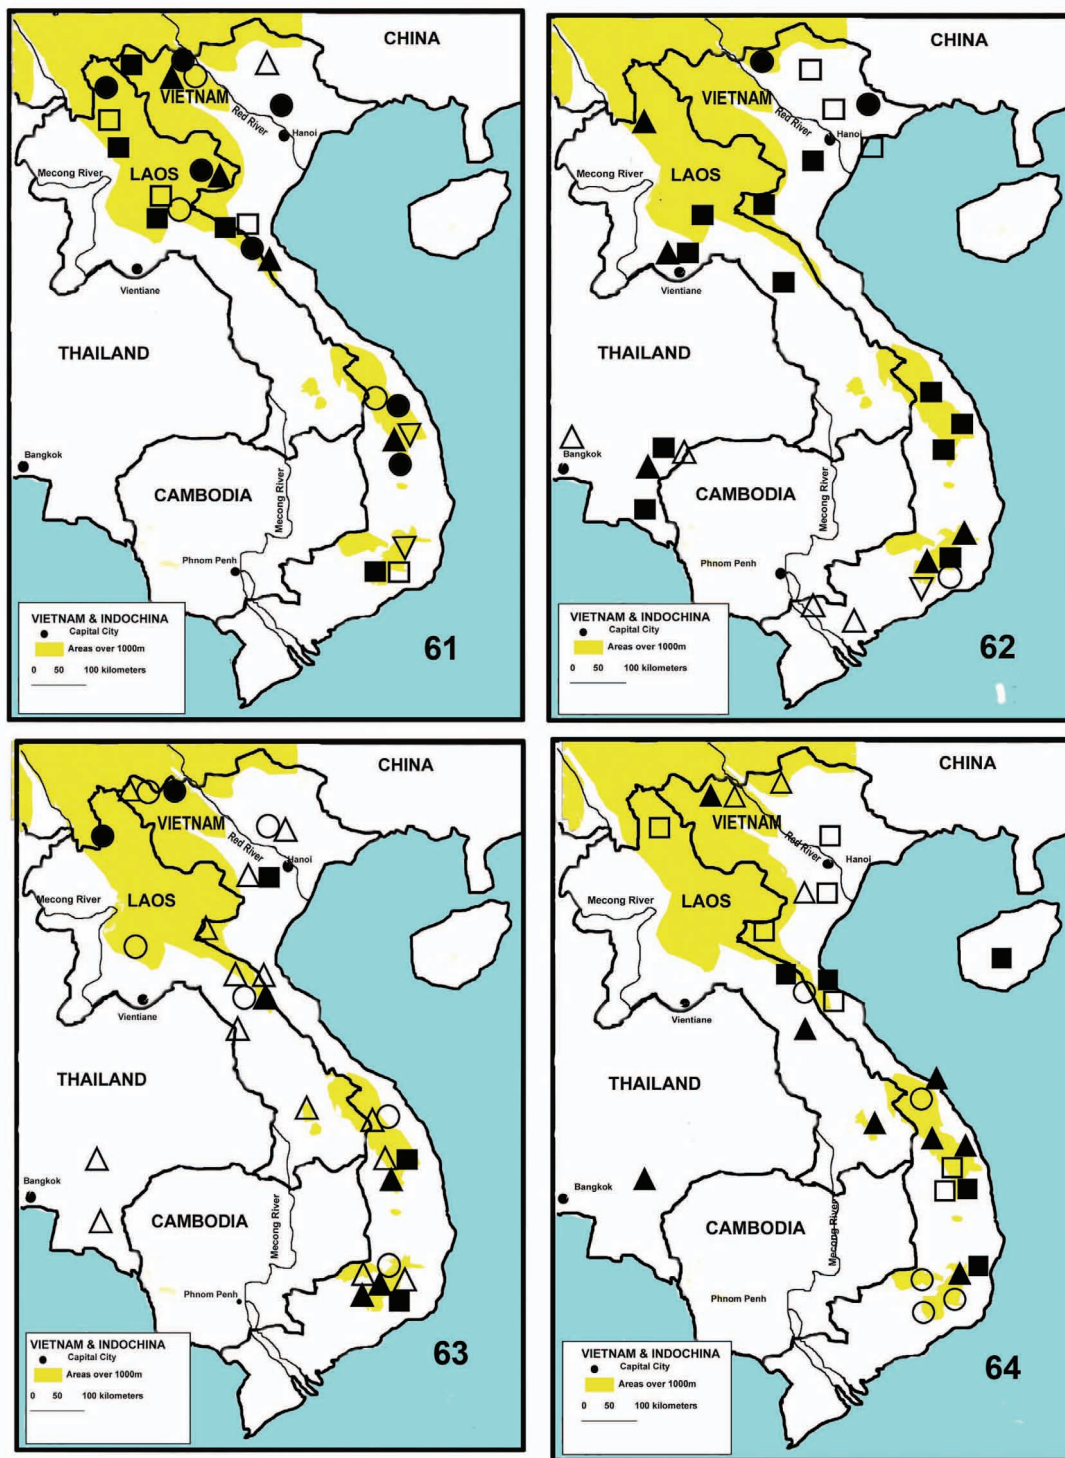 CHINA
VIETNAM
Red River
Hanoi
Mecong River
LAOS
Vientiane
THAILAND
Bangkok
CAMBODIA
Mecong River
Phnom Penh
VIETNAM & INDOCHINA
Capital City
Areas over 1000m
0 50 100 kilometers
61
CHINA
VIETNAM
Red River
Hanoi
Mecong River
LAOS
Vientiane
THAILAND
Bangkok
CAMBODIA
Mecong River
Phnom Penh
VIETNAM & INDOCHINA
Capital City
Areas over 1000m
0 50 100 kilometers
62
CHINA
VIETNAM
Red River
Hanoi
Mecong River
LAOS
Vientiane
THAILAND
Bangkok
CAMBODIA
Mecong River
Phnom Penh
VIETNAM & INDOCHINA
Capital City
Areas over 1000m
0 50 100 kilometers
63
CHINA
VIETNAM
Red River
Hanoi
Mecong River
LAOS
Vientiane
THAILAND
Bangkok
CAMBODIA
Mecong River
Phnom Penh
VIETNAM & INDOCHINA
Capital City
Areas over 1000m
0 50 100 kilometers
64